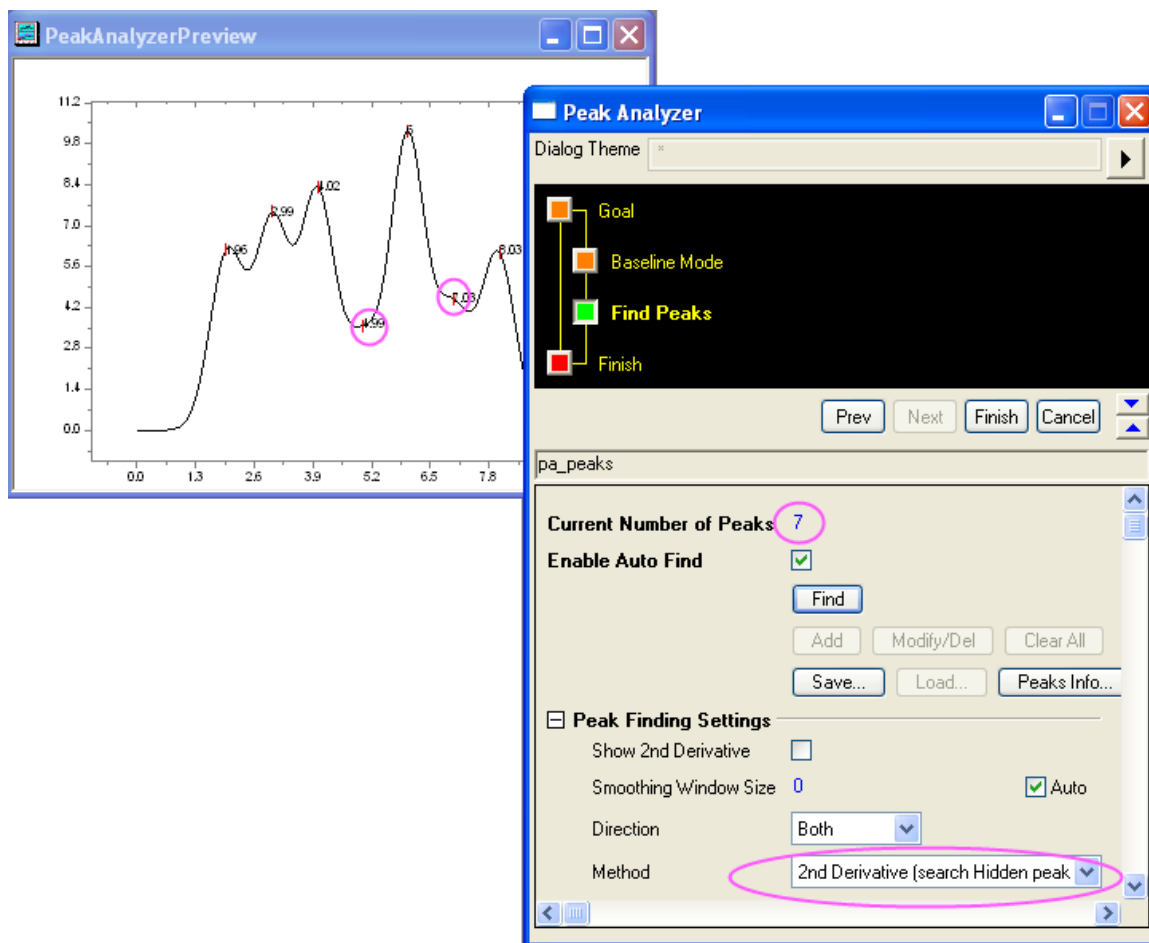 PeakAnalyzerPreview
11.2
9.8
8.4
7.0
5.6
4.2
2.8
1.4
0.0
0.0 1.3 2.6 3.9 5.2 6.5 7.8
1.96
2.99
4.02
4.99
6
7.03
8.03
Peak Analyzer
Dialog Theme *
Goal
Baseline Mode
Find Peaks
Finish
Prev Next Finish Cancel
pa_peaks
Current Number of Peaks 7
Enable Auto Find
Find
Add Modify/Del Clear All
Save... Load... Peaks Info...
Peak Finding Settings
Show 2nd Derivative
Smoothing Window Size 0 Auto
Direction Both
Method 2nd Derivative (search Hidden peak